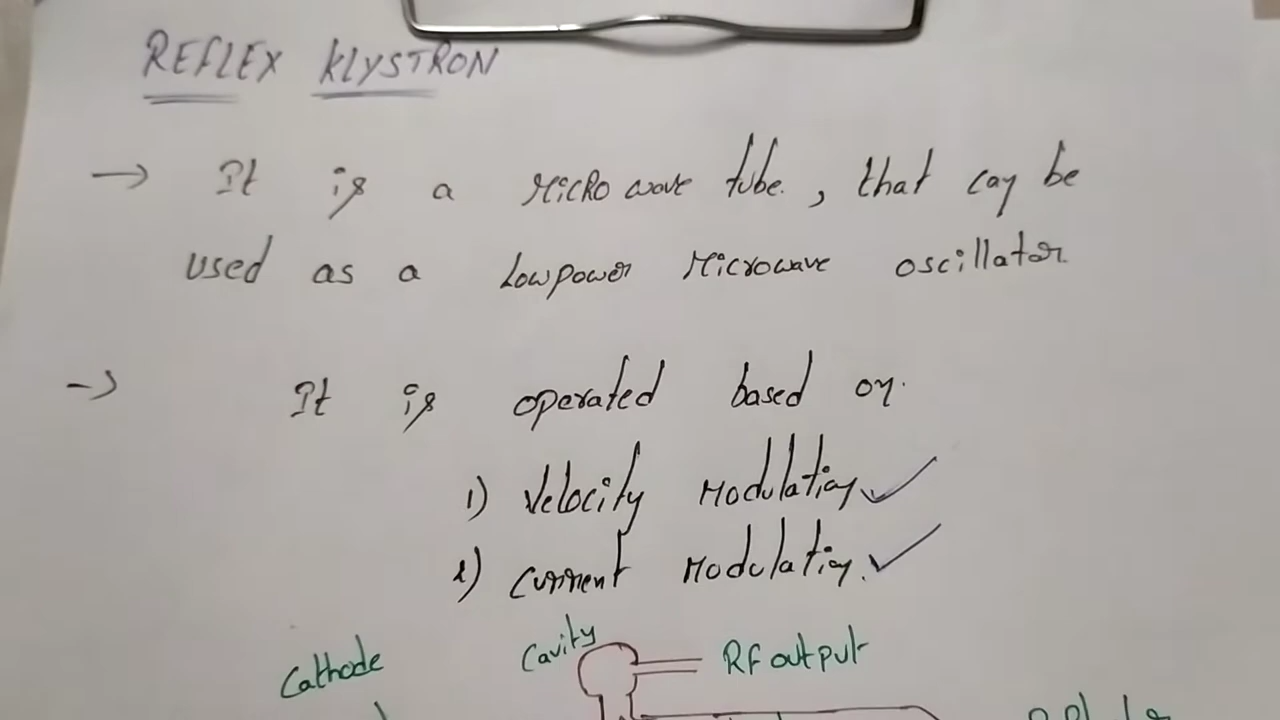 REFLEX KLYSTRON
→ It is a Microwave tube, that can be
used as a Lowpower Microwave oscillator
→ It is operated based on.
1) Velocity Modulation ✓
2) Current Modulation. ✓
Cavity
RF output
Cathode